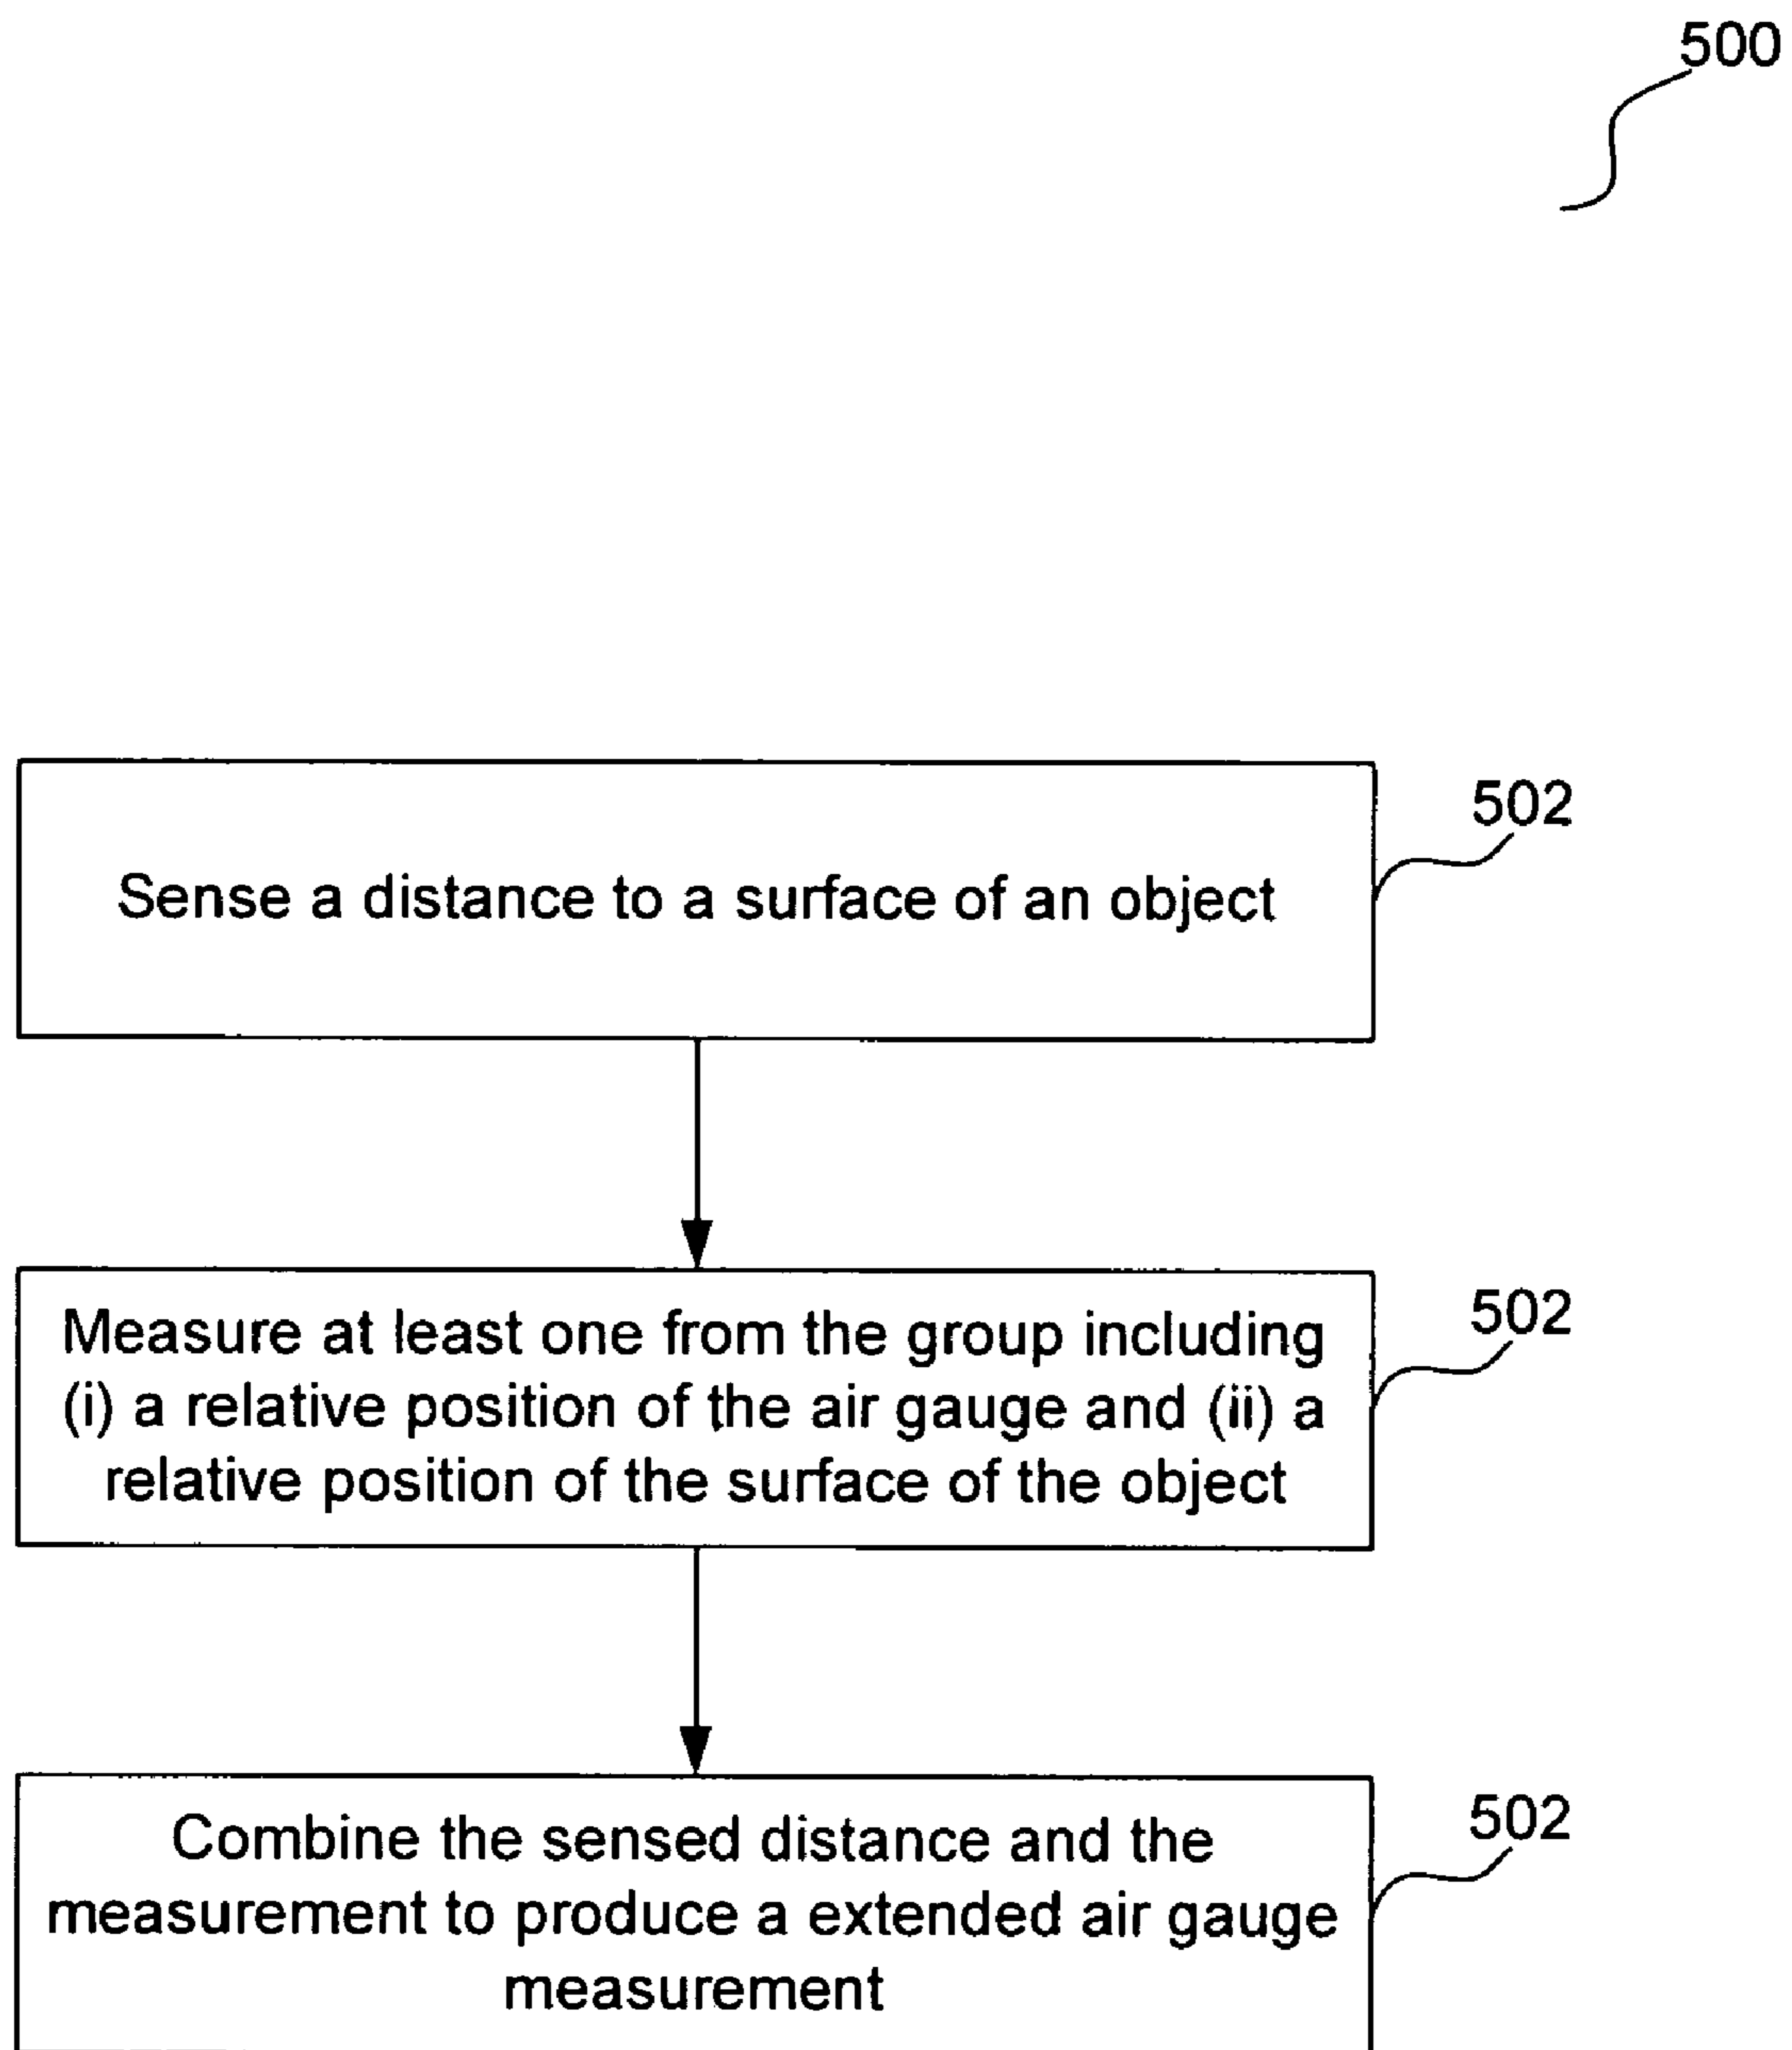 500
502
Sense a distance to a surface of an object
502
Measure at least one from the group including
(i) a relative position of the air gauge and (ii) a
relative position of the surface of the object
502
Combine the sensed distance and the
measurement to produce a extended air gauge
measurement